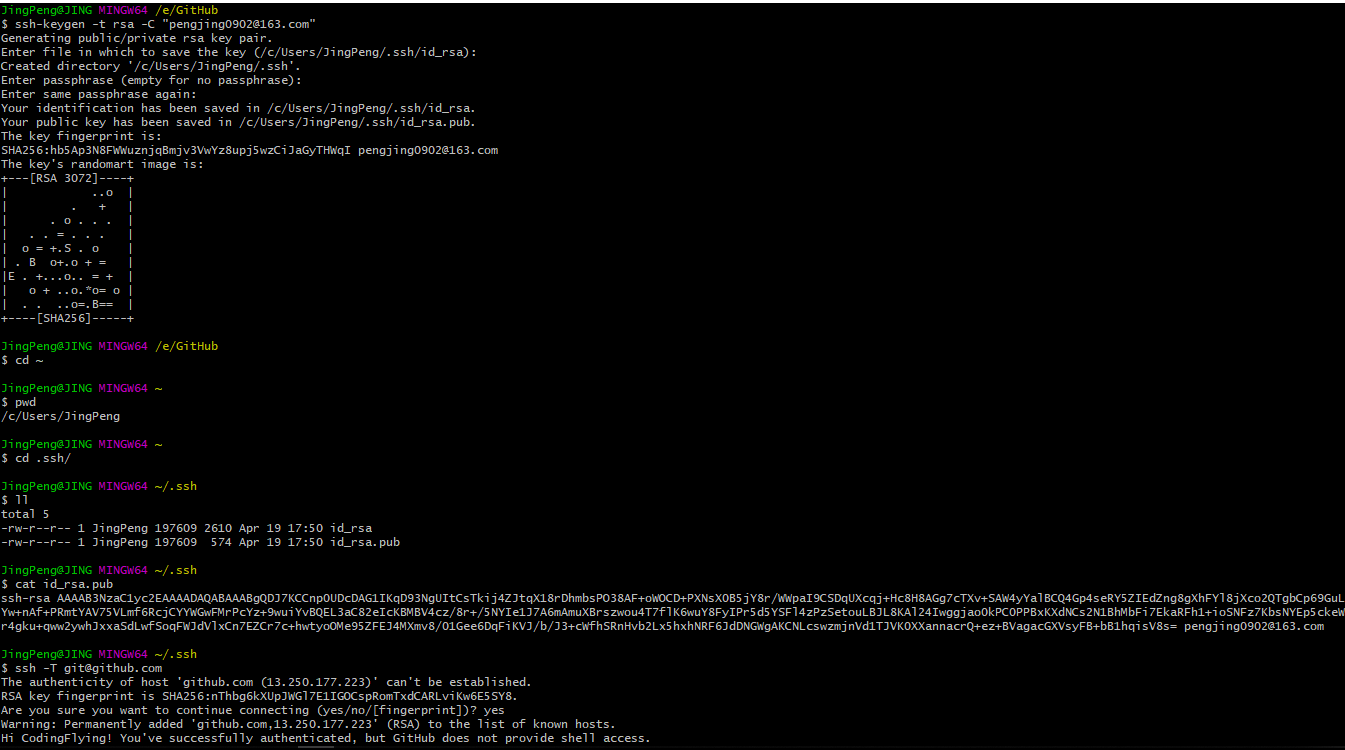 JingPeng@JING MINGW64 /e/GitHub
$ ssh-keygen -t rsa -C "pengjing0902@163.com"
Generating public/private rsa key pair.
Enter file in which to save the key (/c/Users/JingPeng/.ssh/id_rsa):
Created directory '/c/Users/JingPeng/.ssh'.
Enter passphrase (empty for no passphrase):
Enter same passphrase again:
Your identification has been saved in /c/Users/JingPeng/.ssh/id_rsa.
Your public key has been saved in /c/Users/JingPeng/.ssh/id_rsa.pub.
The key fingerprint is:
SHA256:hb5Ap3N8FWWuznjqBmjv3VwYz8upj5wzCiJaGyTHWqI pengjing0902@163.com
The key's randomart image is:
+---[RSA 3072]----+
|            ..o  |
|         .   +   |
|      . o . . .  |
|   . . = . . .   |
|  o = +.S . o    |
| . B  o+.o + =   |
|E . +...o.. = +  |
|   o + ..o.*o= o |
|  . .  ..o=.B==  |
+----[SHA256]-----+
JingPeng@JING MINGW64 /e/GitHub
$ cd ~
JingPeng@JING MINGW64 ~
$ pwd
/c/Users/JingPeng
JingPeng@JING MINGW64 ~
$ cd .ssh/
JingPeng@JING MINGW64 ~/.ssh
$ ll
total 5
-rw-r--r-- 1 JingPeng 197609 2610 Apr 19 17:50 id_rsa
-rw-r--r-- 1 JingPeng 197609  574 Apr 19 17:50 id_rsa.pub
JingPeng@JING MINGW64 ~/.ssh
$ cat id_rsa.pub
ssh-rsa AAAAB3NzaC1yc2EAAAADAQABAAABgQDJ7KCCnpOUDcDAG1IKqD93NgUItCsTkij4ZJtqX18rDhmbsPO38AF+oWOCD+PXNsXOB5jY8r/WWpaI9CSDqUXcqj+Hc8H8AGg7cTXv+SAW4yYalBCQ4Gp4seRY5ZIEdZng8gXhFYl8jXco2QTgbCp69GuL
Yw+nAf+PRmtYAV75VLmf6RcjCYYWGwFMrPcYz+9wuiYvBQEL3aC82eIcKBMBV4cz/8r+/5NYIe1J7A6mAmuXBrszwou4T7flK6wuY8FyIPr5d5YSFl4zPzSetouLBJL8KAl24IwggjaoOkPCOPPBxKXdNCs2N1BhMbFi7EkaRFh1+ioSNFz7KbsNYEp5ckeW
r4gku+qww2ywhJxxaSdLwfSoqFWJdVlxCn7EZCr7c+hwtyoOMe95ZFEJ4MXmv8/O1Gee6DqFiKVJ/b/J3+cWfhSRnHvb2Lx5hxhNRF6JdDNGWgAKCNLcswzmjnVd1TJVKOXXannacrQ+ez+BVagacGXVsyFB+bB1hqisV8s= pengjing0902@163.com
JingPeng@JING MINGW64 ~/.ssh
$ ssh -T git@github.com
The authenticity of host 'github.com (13.250.177.223)' can't be established.
RSA key fingerprint is SHA256:nThbg6kXUpJWGl7E1IGOCspRomTxdCARLviKw6E5SY8.
Are you sure you want to continue connecting (yes/no/[fingerprint])? yes
Warning: Permanently added 'github.com,13.250.177.223' (RSA) to the list of known hosts.
Hi CodingFlying! You've successfully authenticated, but GitHub does not provide shell access.